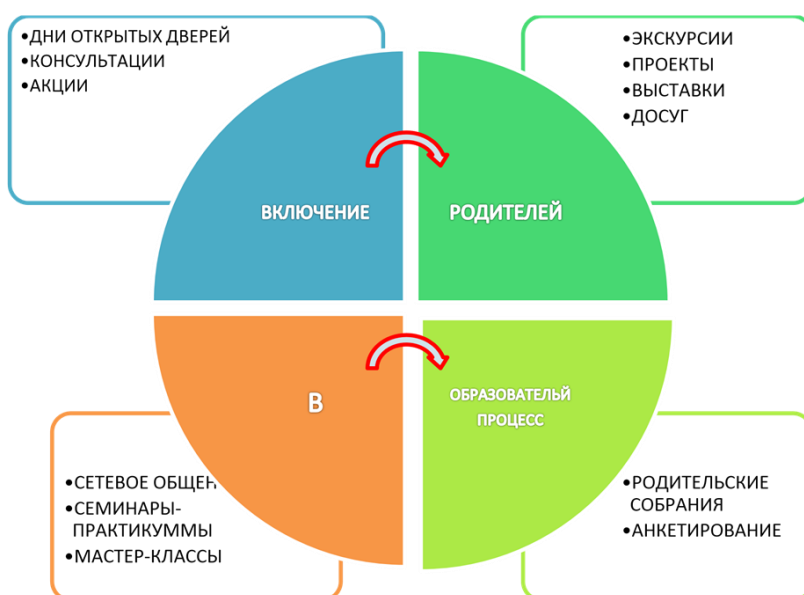 •ДНИ ОТКРЫТЫХ ДВЕРЕЙ
•КОНСУЛЬТАЦИИ
•АКЦИИ
•ЭКСКУРСИИ
•ПРОЕКТЫ
•ВЫСТАВКИ
•ДОСУГ
ВКЛЮЧЕНИЕ
РОДИТЕЛЕЙ
В
ОБРАЗОВАТЕЛЬЙ
ПРОЦЕСС
•СЕТЕВОЕ
•СЕМИНАРЫ-
ПРАКТИКУММЫ
•МАСТЕР-КЛАССЫ
•РОДИТЕЛЬСКИЕ
СОБРАНИЯ
•АНКЕТИРОВАНИЕ